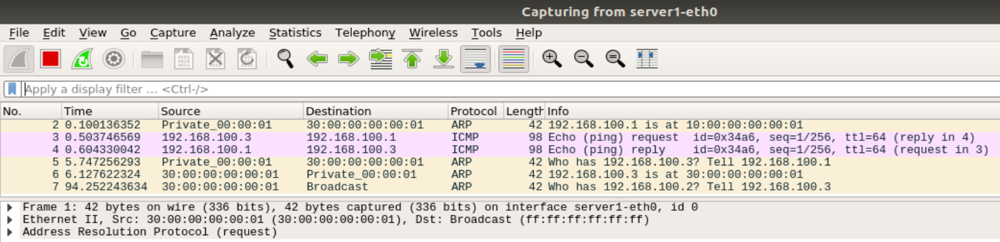 Capturing from server1-eth0
File Edit View Go Capture Analyze Statistics Telephony Wireless Tools Help
Apply a display filter ... <Ctrl-/>
No. Time Source Destination Protocol Length Info
2 0.100136352 Private_00:00:01 30:00:00:00:00:01 ARP 42 192.168.100.1 is at 10:00:00:00:00:01
3 0.503746569 192.168.100.3 192.168.100.1 ICMP 98 Echo (ping) request id=0x34a6, seq=1/256, ttl=64 (reply in 4)
4 0.604330042 192.168.100.1 192.168.100.3 ICMP 98 Echo (ping) reply id=0x34a6, seq=1/256, ttl=64 (request in 3)
5 5.747256293 Private_00:00:01 30:00:00:00:00:01 ARP 42 Who has 192.168.100.3? Tell 192.168.100.1
6 6.127622324 30:00:00:00:00:01 Private_00:00:01 ARP 42 192.168.100.3 is at 30:00:00:00:00:01
7 94.252243634 30:00:00:00:00:01 Broadcast ARP 42 Who has 192.168.100.2? Tell 192.168.100.3
Frame 1: 42 bytes on wire (336 bits), 42 bytes captured (336 bits) on interface server1-eth0, id 0
Ethernet II, Src: 30:00:00:00:00:01 (30:00:00:00:00:01), Dst: Broadcast (ff:ff:ff:ff:ff:ff)
Address Resolution Protocol (request)